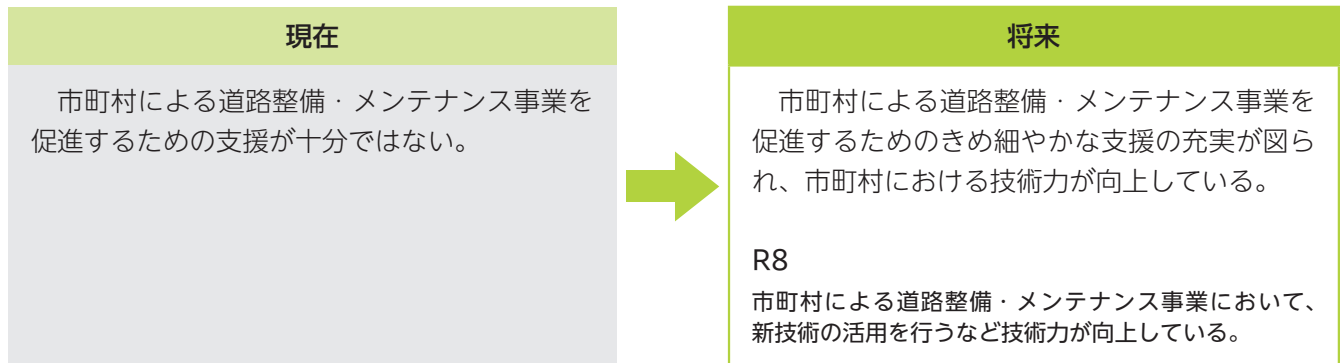 現在
市町村による道路整備・メンテナンス事業を
促進するための支援が十分ではない。
将来
市町村による道路整備・メンテナンス事業を
促進するためのきめ細やかな支援の充実が図ら
れ、市町村における技術力が向上している。
R8
市町村による道路整備・メンテナンス事業において、
新技術の活用を行うなど技術力が向上している。